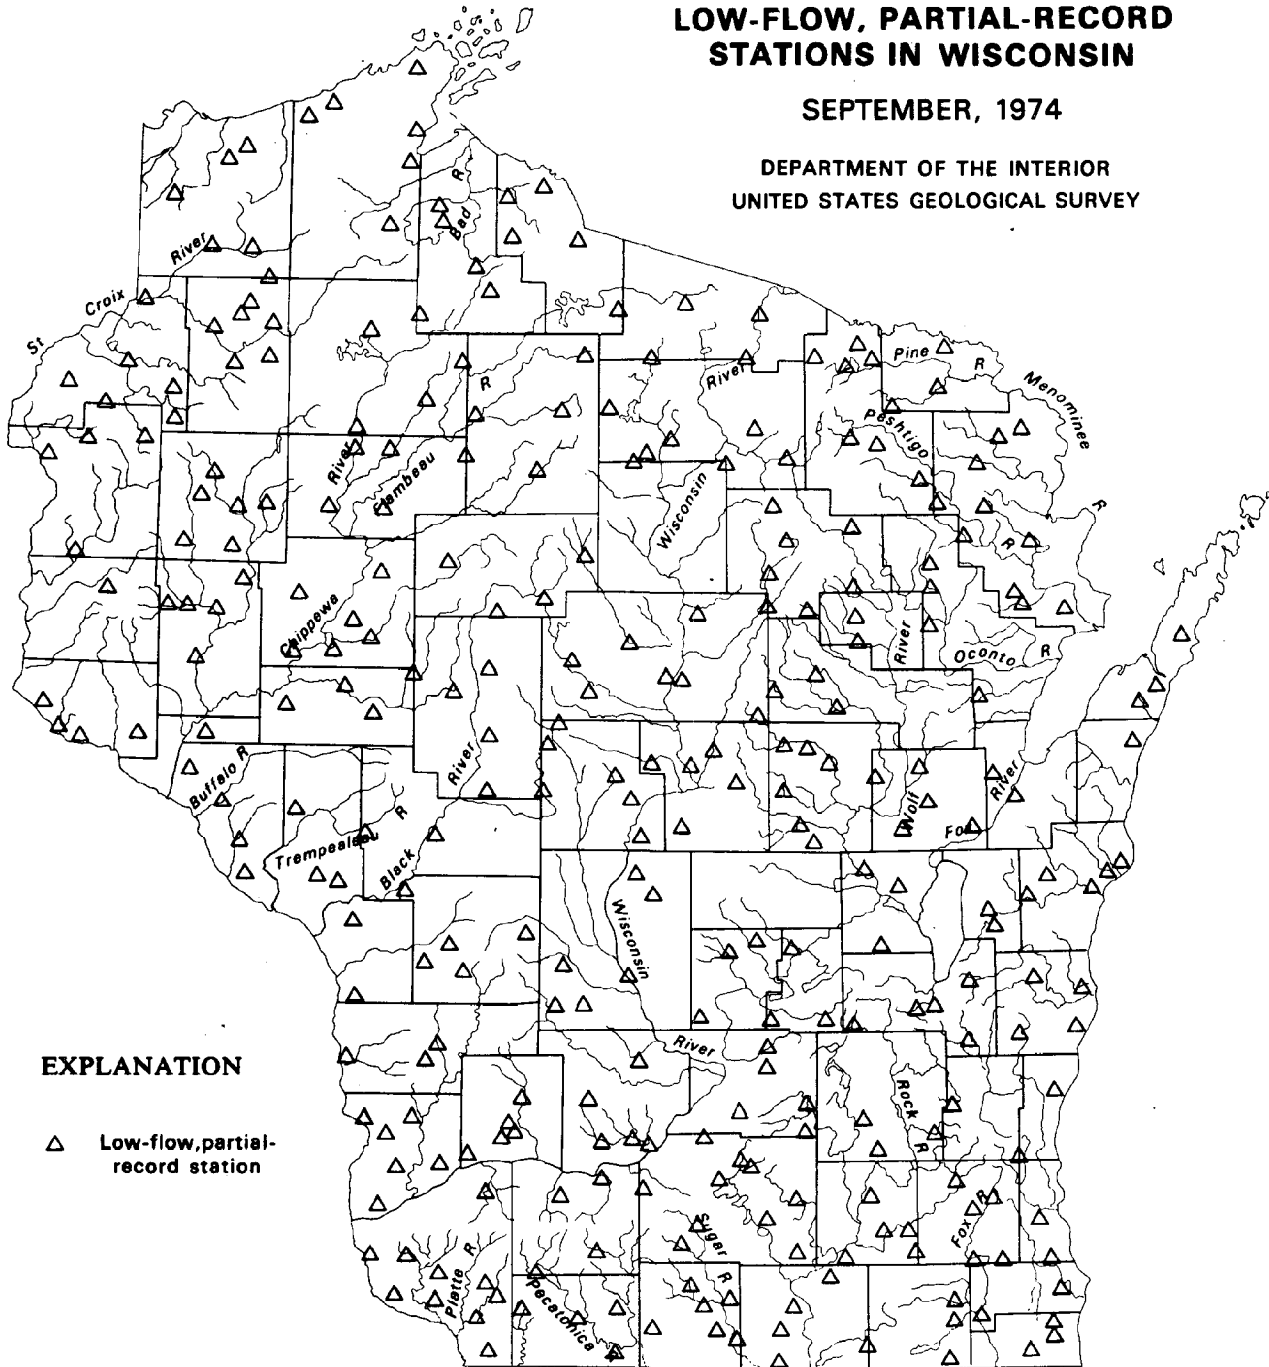 LOW-FLOW, PARTIAL-RECORD
STATIONS IN WISCONSIN
SEPTEMBER, 1974
DEPARTMENT OF THE INTERIOR
UNITED STATES GEOLOGICAL SURVEY
Bad R
St Croix River
Pine R
Menominee R
River
R
Peshtigo R
River
Flambeau
Wisconsin
Chippewa
River
Oconto R
Buffalo R
River
Wolf
River
Fox
Trempealeau
Black R
Wisconsin
River
EXPLANATION
Low-flow, partial-
record station
Rock R
Fox R
Sugar R
Platte R
Pecatonica R